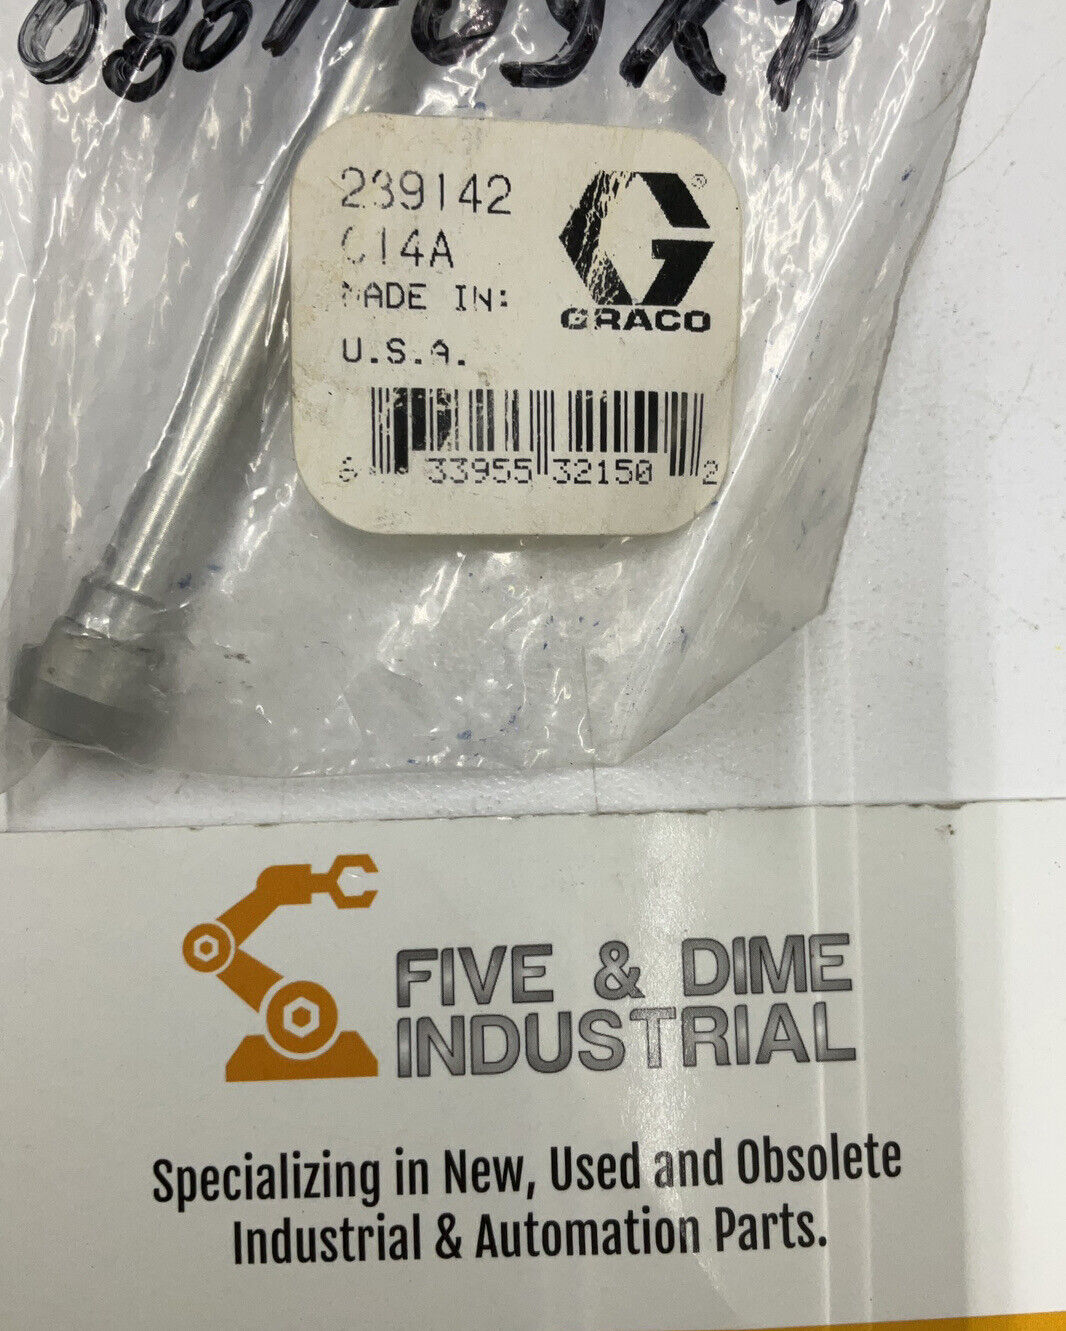 239142
C14A
MADE IN:
U.S.A.
® GRACO
6 33955 32150 2
FIVE & DIME
INDUSTRIAL
Specializing in New, Used and Obsolete
Industrial & Automation Parts.